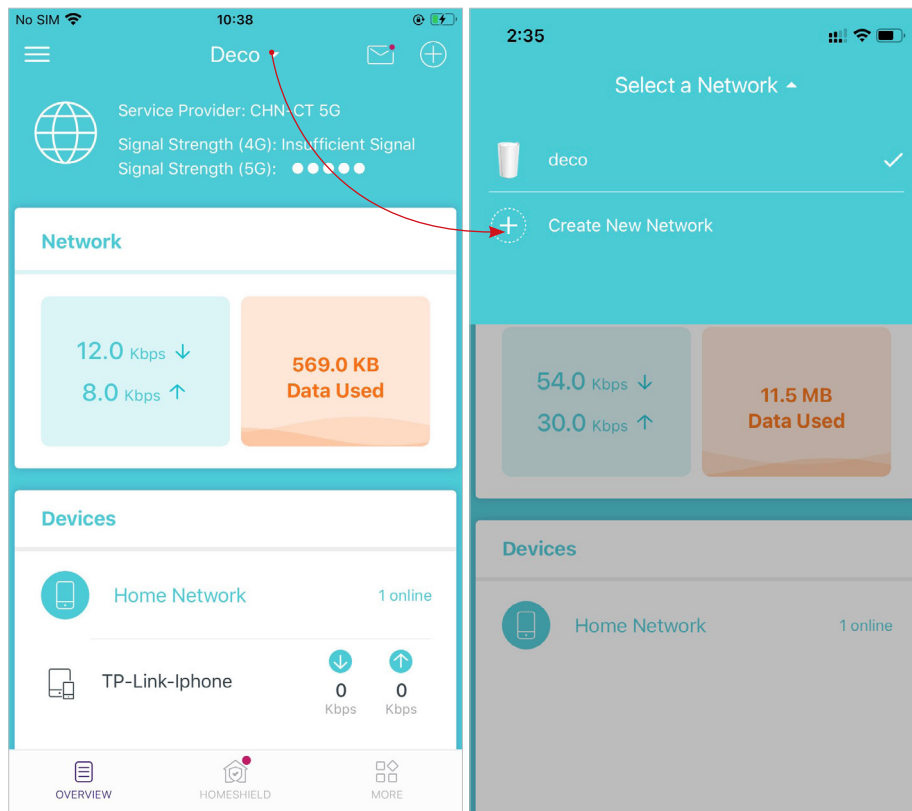 No SIM 10:38
Deco
Service Provider: CHN-CT 5G
Signal Strength (4G): Insufficient Signal
Signal Strength (5G):
Network
12.0 Kbps
8.0 Kbps
569.0 KB
Data Used
Devices
Home Network 1 online
TP-Link-Iphone
0 0
Kbps Kbps
OVERVIEW HOMESHIELD MORE
2:35
Select a Network
deco
Create New Network
54.0 Kbps
30.0 Kbps
11.5 MB
Data Used
Devices
Home Network 1 online